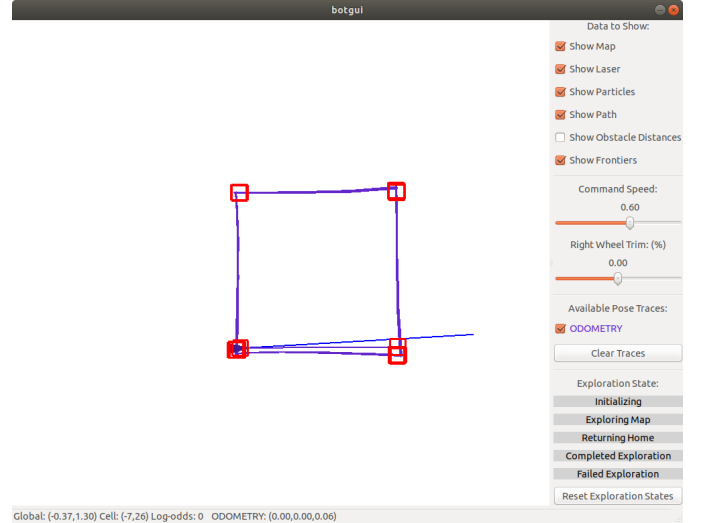 botgui
Data to Show:
Show Map
Show Laser
Show Particles
Show Path
Show Obstacle Distances
Show Frontiers
Command Speed:
0.60
Right Wheel Trim: (%)
0.00
Available Pose Traces:
ODOMETRY
Clear Traces
Exploration State:
Initializing
Exploring Map
Returning Home
Completed Exploration
Failed Exploration
Reset Exploration States
Global: (-0.37,1.30) Cell: (-7,26) Log-odds: 0 ODOMETRY: (0.00,0.00,0.06)